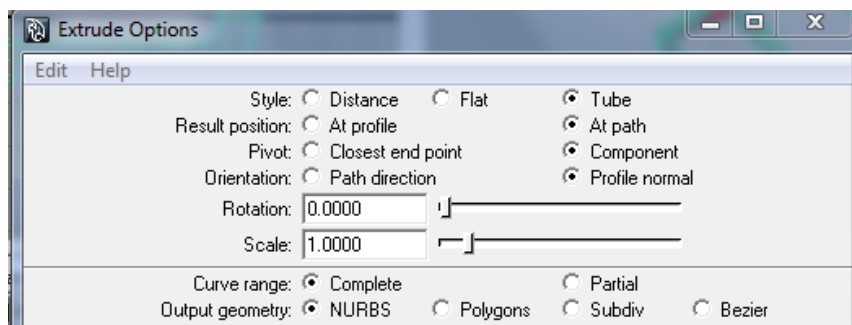 Extrude Options
Edit Help
Style: Distance Flat Tube
Result position: At profile At path
Pivot: Closest end point Component
Orientation: Path direction Profile normal
Rotation: 0.0000
Scale: 1.0000
Curve range: Complete Partial
Output geometry: NURBS Polygons Subdiv Bezier